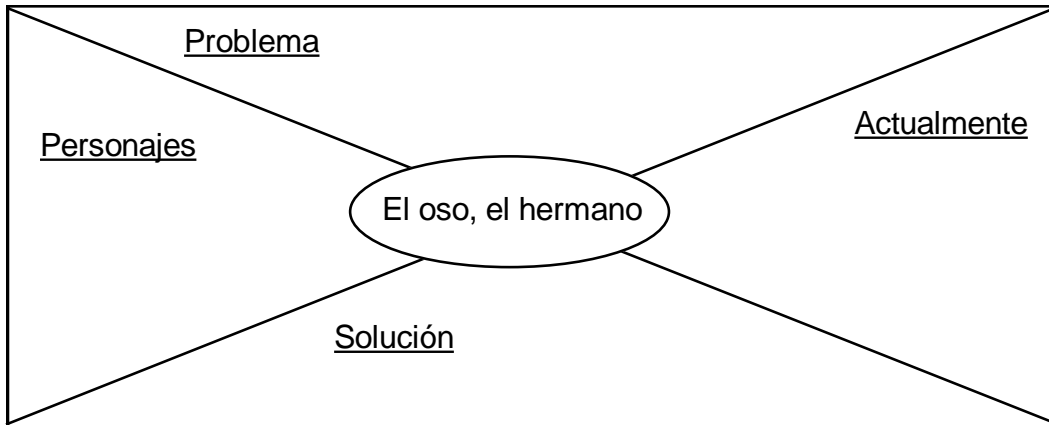 Problema
Actualmente
Personajes
El oso, el hermano
Solución